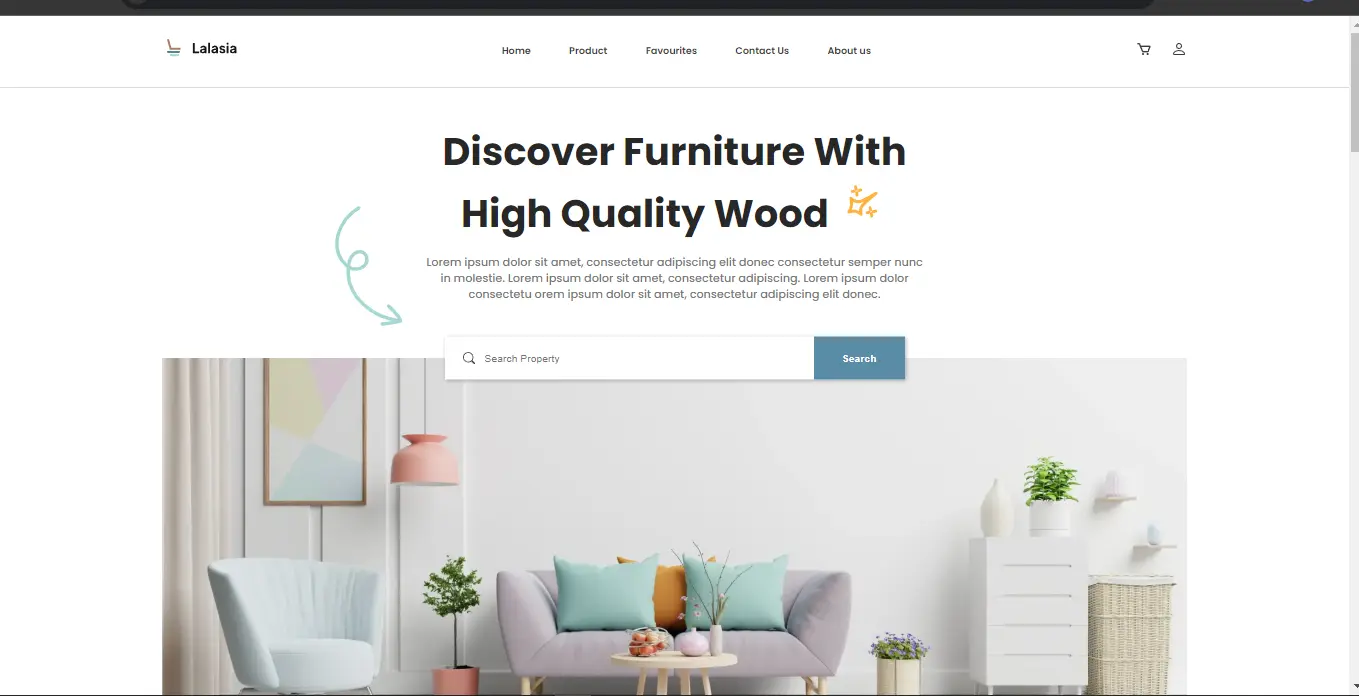 Lalasia
Home
Product
Favourites
Contact Us
About us
Discover Furniture With
High Quality Wood
Lorem ipsum dolor sit amet, consectetur adipiscing elit donec consectetur semper nunc
in molestie. Lorem ipsum dolor sit amet, consectetur adipiscing. Lorem ipsum dolor
consectetu orem ipsum dolor sit amet, consectetur adipiscing elit donec.
Search Property
Search